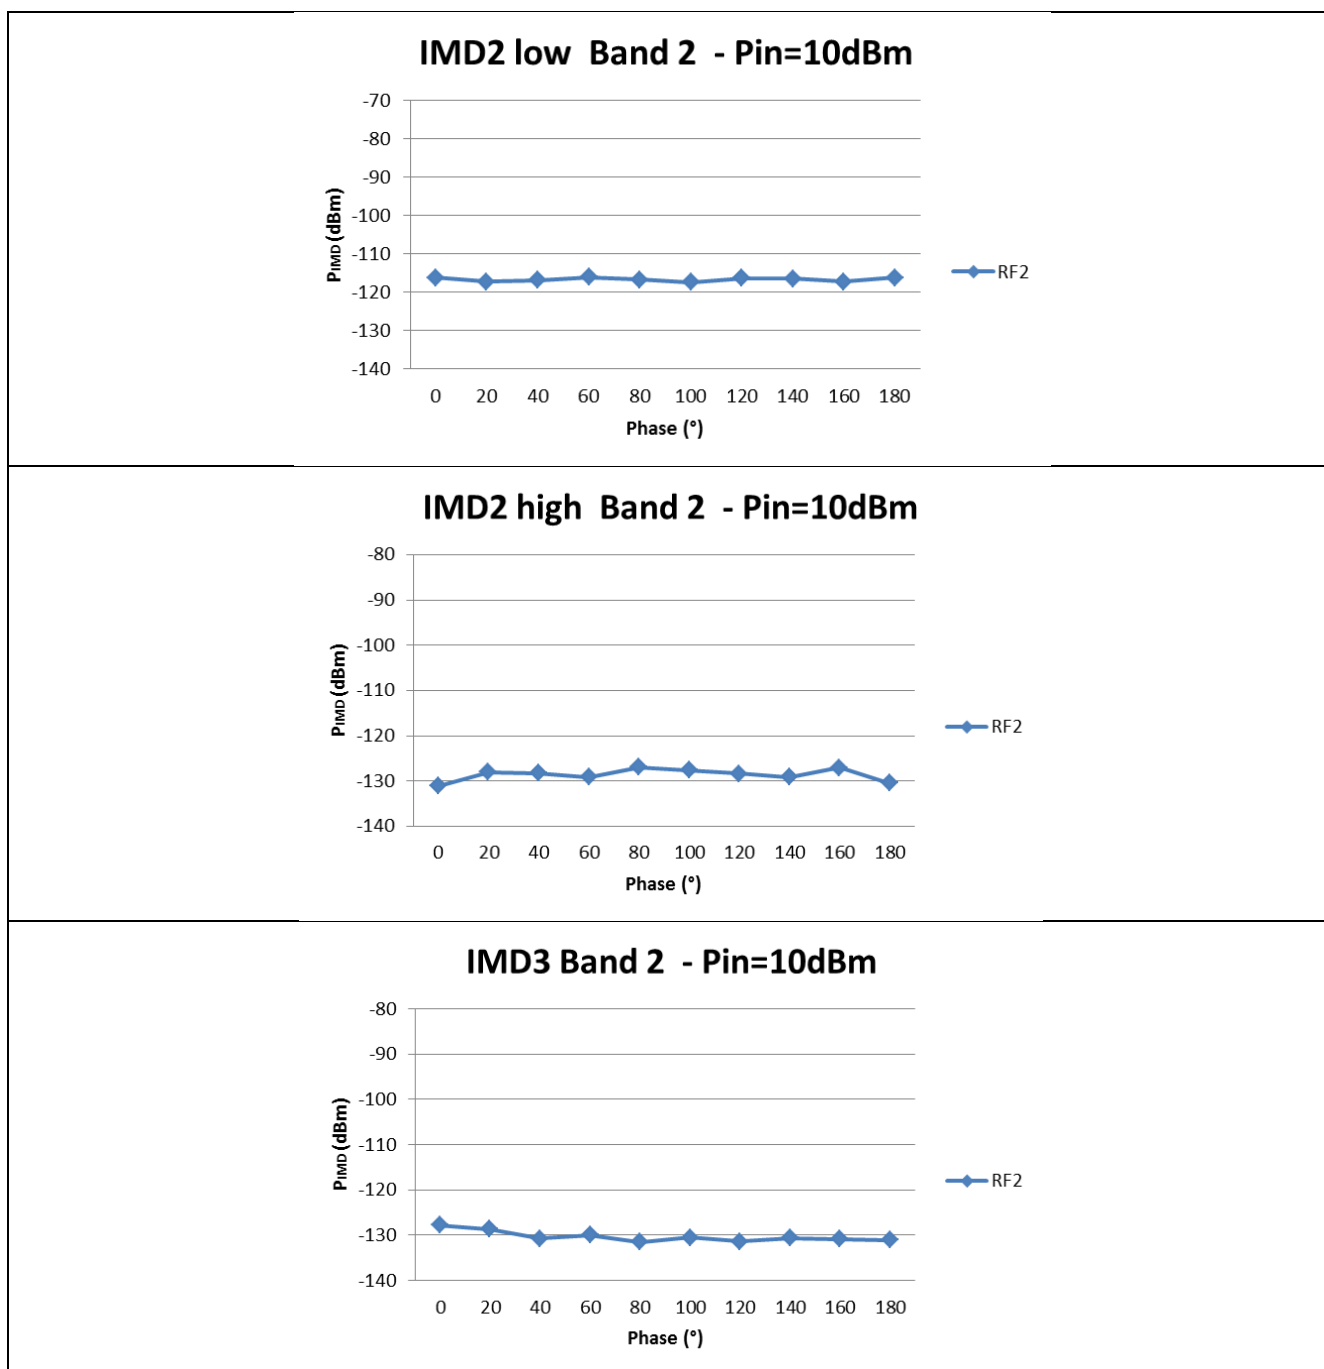 IMD2 low  Band 2  - Pin=10dBm
-70
-80
-90
-100
-110
-120
-130
-140
PIMD (dBm)
0 20 40 60 80 100 120 140 160 180
Phase (°)
RF2
IMD2 high  Band 2  - Pin=10dBm
-80
-90
-100
-110
-120
-130
-140
PIMD (dBm)
0 20 40 60 80 100 120 140 160 180
Phase (°)
RF2
IMD3 Band 2  - Pin=10dBm
-80
-90
-100
-110
-120
-130
-140
PIMD (dBm)
0 20 40 60 80 100 120 140 160 180
Phase (°)
RF2